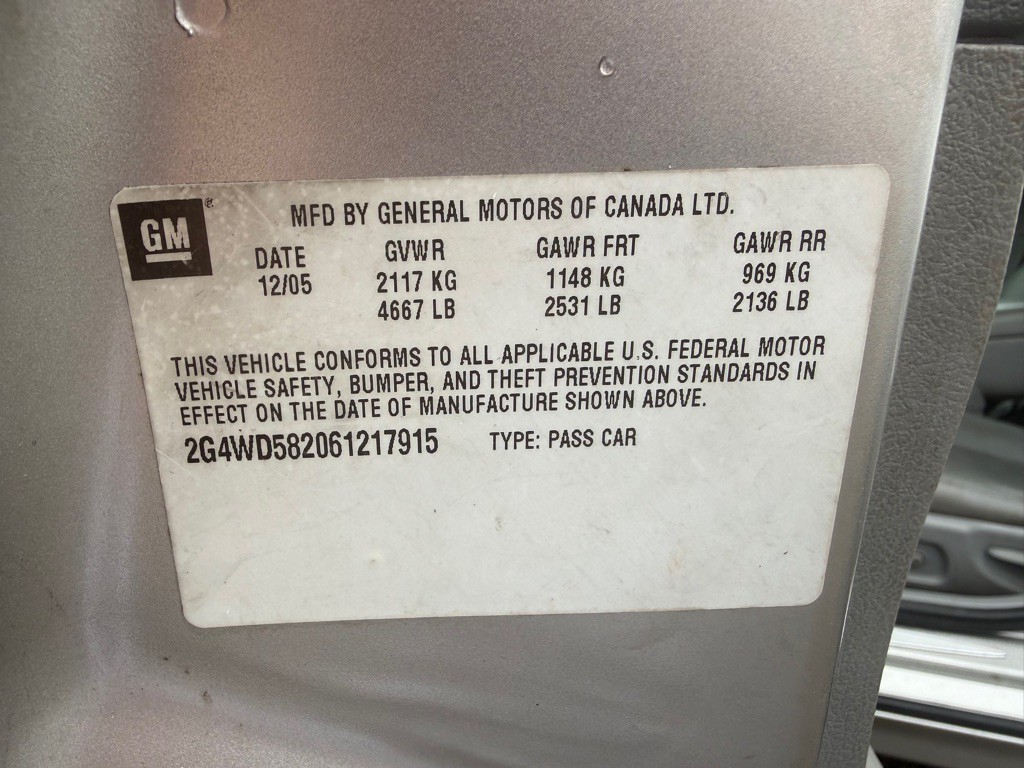 GM®
MFD BY GENERAL MOTORS OF CANADA LTD.
DATE GVWR GAWR FRT GAWR RR
12/05 2117 KG 1148 KG 969 KG
4667 LB 2531 LB 2136 LB
THIS VEHICLE CONFORMS TO ALL APPLICABLE U.S. FEDERAL MOTOR
VEHICLE SAFETY, BUMPER, AND THEFT PREVENTION STANDARDS IN
EFFECT ON THE DATE OF MANUFACTURE SHOWN ABOVE.
2G4WD582061217915 TYPE: PASS CAR